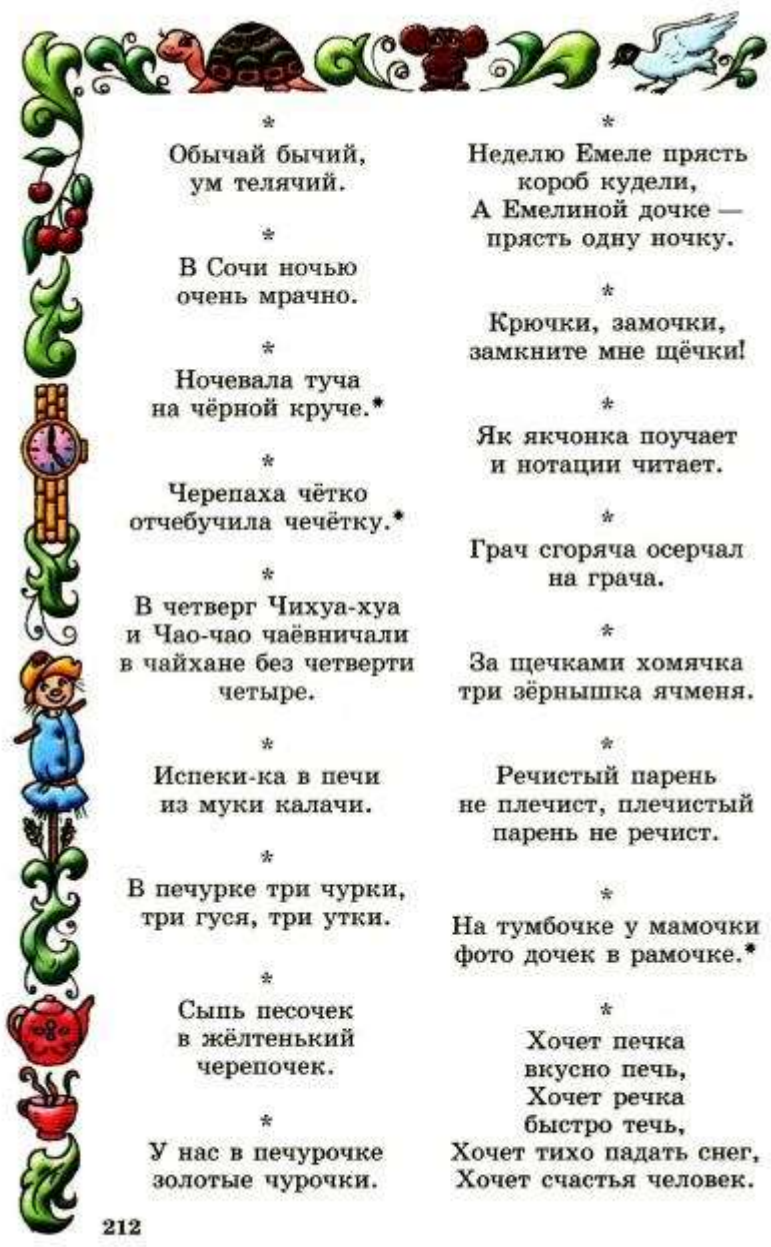 *
Обычай бычий,
ум телячий.
*
В Сочи ночью
очень мрачно.
*
Ночевала туча
на чёрной круче.*
*
Черепаха чётко
отчебучила чечётку.*
*
В четверг Чихуа-хуа
и Чао-чао чаёвничали
в чайхане без четверти
четыре.
*
Испеки-ка в печи
из муки калачи.
*
В печурке три чурки,
три гуся, три утки.
*
Сыпь песочек
в жёлтенький
черепочек.
*
У нас в печурочке
золотые чурочки.
*
Неделю Емеле прясть
короб кудели,
А Емелиной дочке —
прясть одну ночку.
*
Крючки, замочки,
замкните мне щёчки!
*
Як якчонка поучает
и нотации читает.
*
Грач сгоряча осерчал
на грача.
*
За щечками хомячка
три зёрнышка ячменя.
*
Речистый парень
не плечист, плечистый
парень не речист.
*
На тумбочке у мамочки
фото дочек в рамочке.*
*
Хочет печка
вкусно печь,
Хочет речка
быстро течь,
Хочет тихо падать снег,
Хочет счастья человек.
212